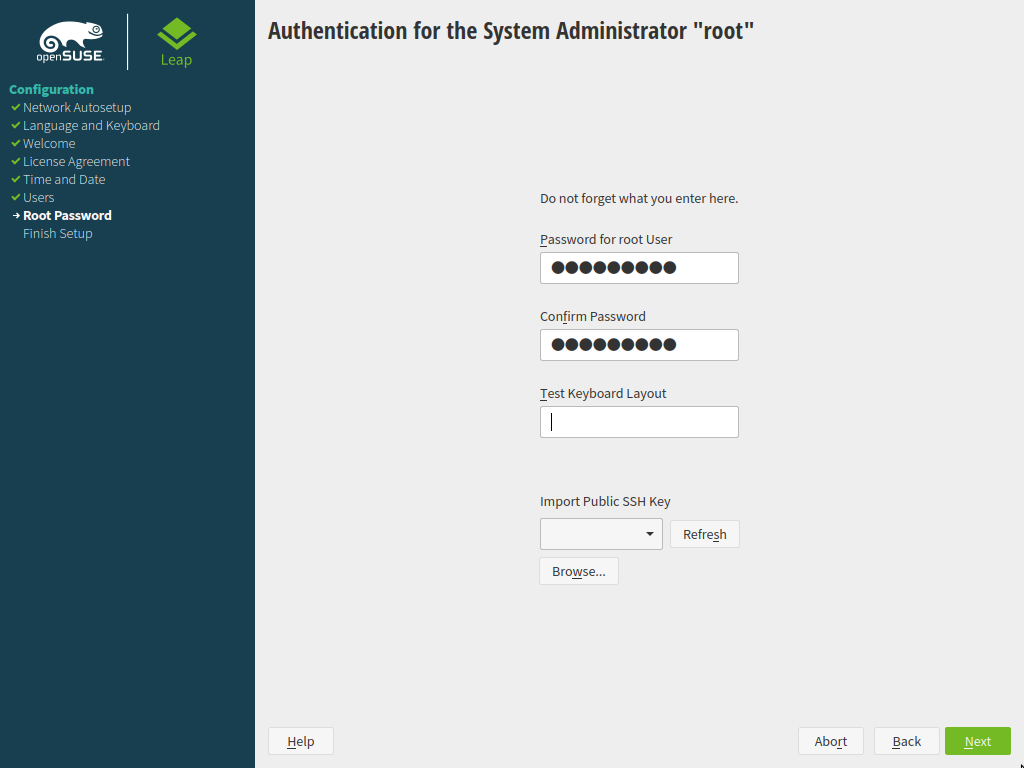 openSUSE
Leap
Configuration
Network Autosetup
Language and Keyboard
Welcome
License Agreement
Time and Date
Users
Root Password
Finish Setup
Authentication for the System Administrator "root"
Do not forget what you enter here.
Password for root User
●●●●●●●●●
Confirm Password
●●●●●●●●●
Test Keyboard Layout
Import Public SSH Key
Refresh
Browse...
Help Abort Back Next